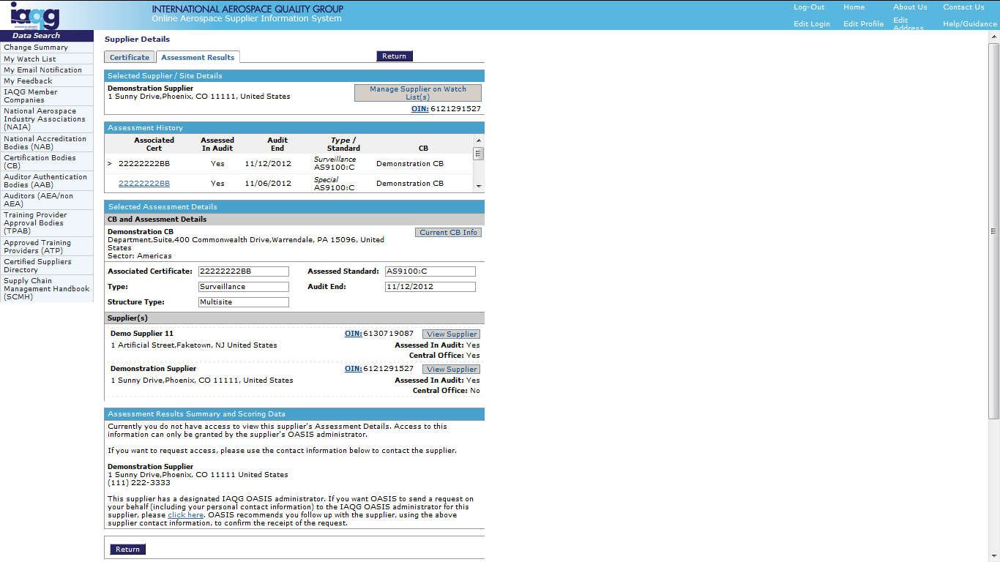 iaqg
INTERNATIONAL AEROSPACE QUALITY GROUP
Online Aerospace Supplier Information System
Log-Out Home About Us Contact Us
Edit Login Edit Profile Edit Address Help/Guidance
Data Search
Change Summary
My Watch List
My Email Notification
My Feedback
IAQG Member
Companies
National Aerospace
Industry Associations
(NAIA)
National Accreditation
Bodies (NAB)
Certification Bodies
(CB)
Auditor Authentication
Bodies (AAB)
Auditors (AEA/non
AEA)
Training Provider
Approval Bodies
(TPAB)
Approved Training
Providers (ATP)
Certified Suppliers
Directory
Supply Chain
Management Handbook
(SCMH)
Supplier Details
Certificate Assessment Results Return
Selected Supplier / Site Details
Demonstration Supplier
1 Sunny Drive,Phoenix, CO 11111, United States
Manage Supplier on Watch
List(s)
OIN: 6121291527
Assessment History
Associated Cert Assessed In Audit Audit End Type / Standard CB
> 22222222BB Yes 11/12/2012 Surveillance AS9100:C Demonstration CB
22222222BB Yes 11/06/2012 Special AS9100:C Demonstration CB
Selected Assessment Details
CB and Assessment Details
Demonstration CB
Current CB Info
Department,Suite,400 Commonwealth Drive,Warrendale, PA 15096, United
States
Sector: Americas
Associated Certificate: 22222222BB Assessed Standard: AS9100:C
Type: Surveillance Audit End: 11/12/2012
Structure Type: Multisite
Supplier(s)
Demo Supplier 11 OIN:6130719087 View Supplier
1 Artificial Street,Faketown, NJ United States Assessed In Audit: Yes
Central Office: Yes
Demonstration Supplier OIN:6121291527 View Supplier
1 Sunny Drive,Phoenix, CO 11111, United States Assessed In Audit: Yes
Central Office: No
Assessment Results Summary and Scoring Data
Currently you do not have access to view this supplier's Assessment Details. Access to this
information can only be granted by the supplier's OASIS administrator.
If you want to request access, please use the contact information below to contact the supplier.
Demonstration Supplier
1 Sunny Drive,Phoenix, CO 11111 United States
(111) 222-3333
This supplier has a designated IAQG OASIS administrator. If you want OASIS to send a request on
your behalf (including your personal contact information) to the IAQG OASIS administrator for this
supplier, please click here. OASIS recommends you follow up with the supplier, using the above
supplier contact information, to confirm the receipt of the request.
Return